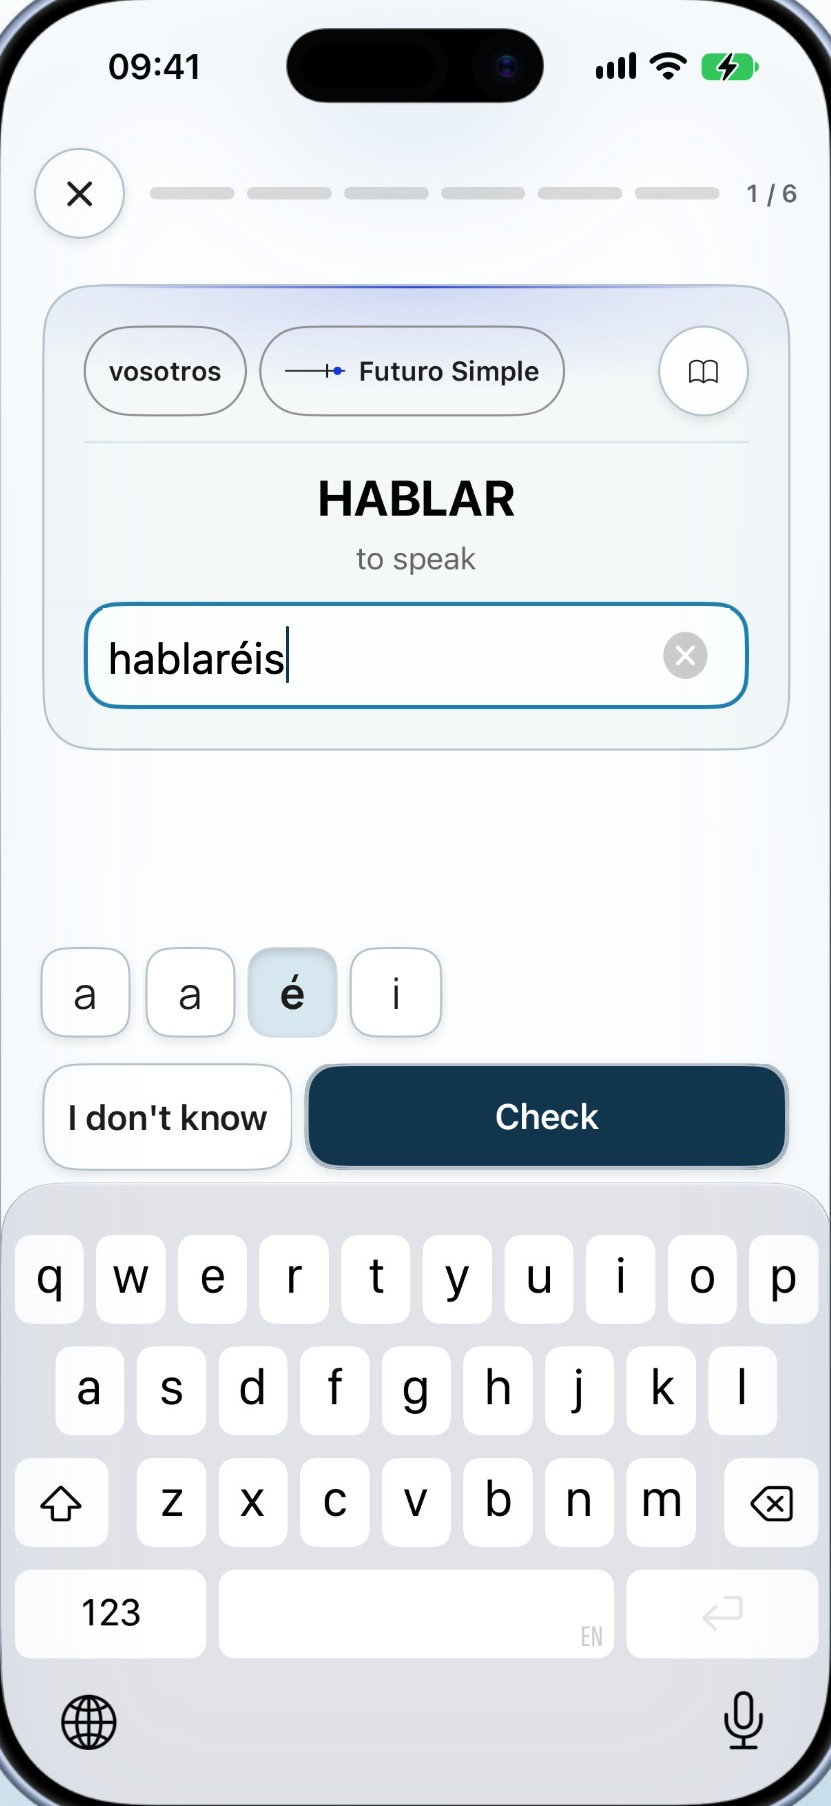 09:41
1 / 6
vosotros
Futuro Simple
HABLAR
to speak
hablaréis
a a é i
I don't know
Check
q w e r t y u i o p
a s d f g h j k l
z x c v b n m
123
EN